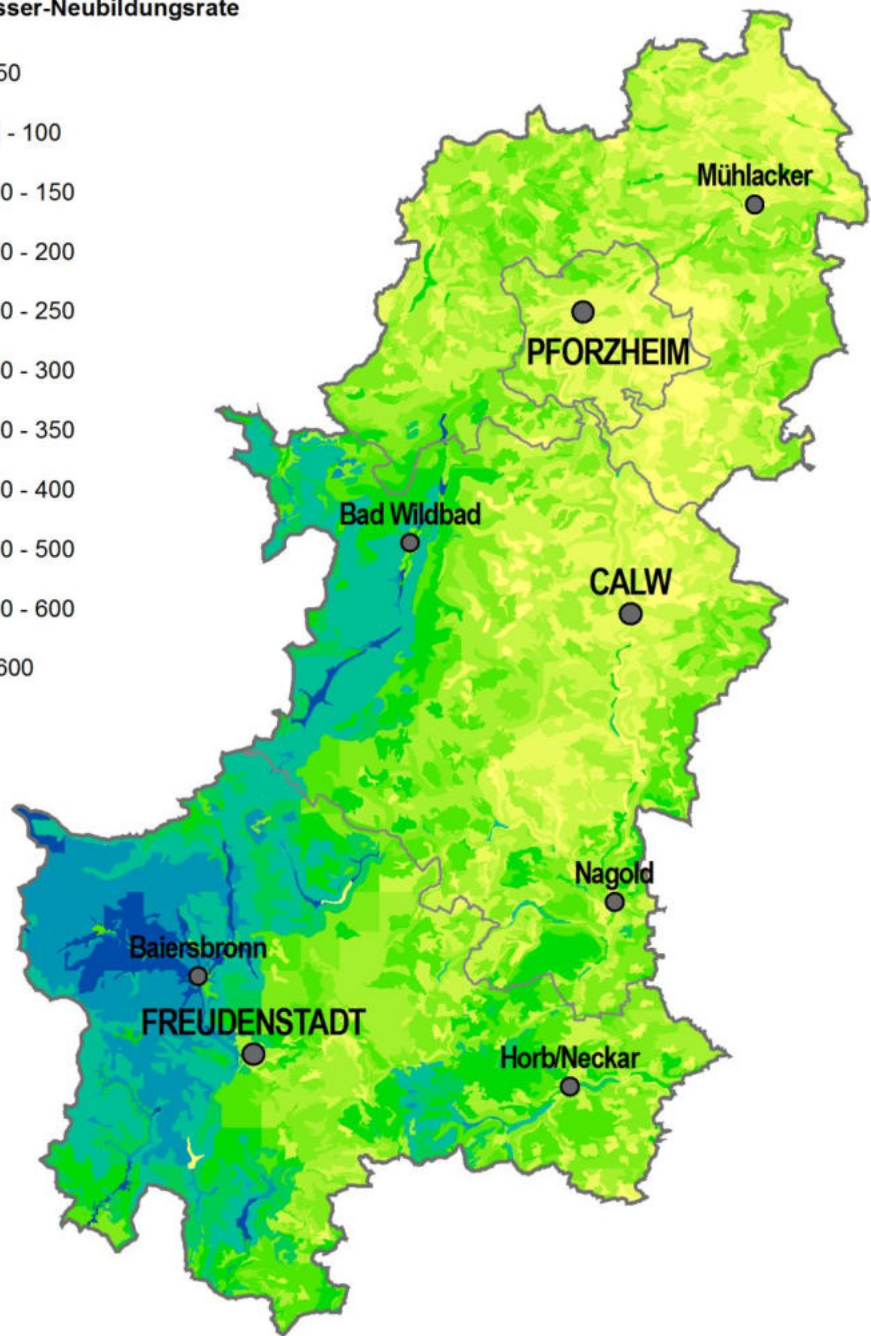 sser-Neubildungsrate
50
- 100
0 - 150
0 - 200
0 - 250
0 - 300
0 - 350
0 - 400
0 - 500
0 - 600
600
Mühlacker
PFORZHEIM
Bad Wildbad
CALW
Nagold
Baiersbronn
FREUDENSTADT
Horb/Neckar